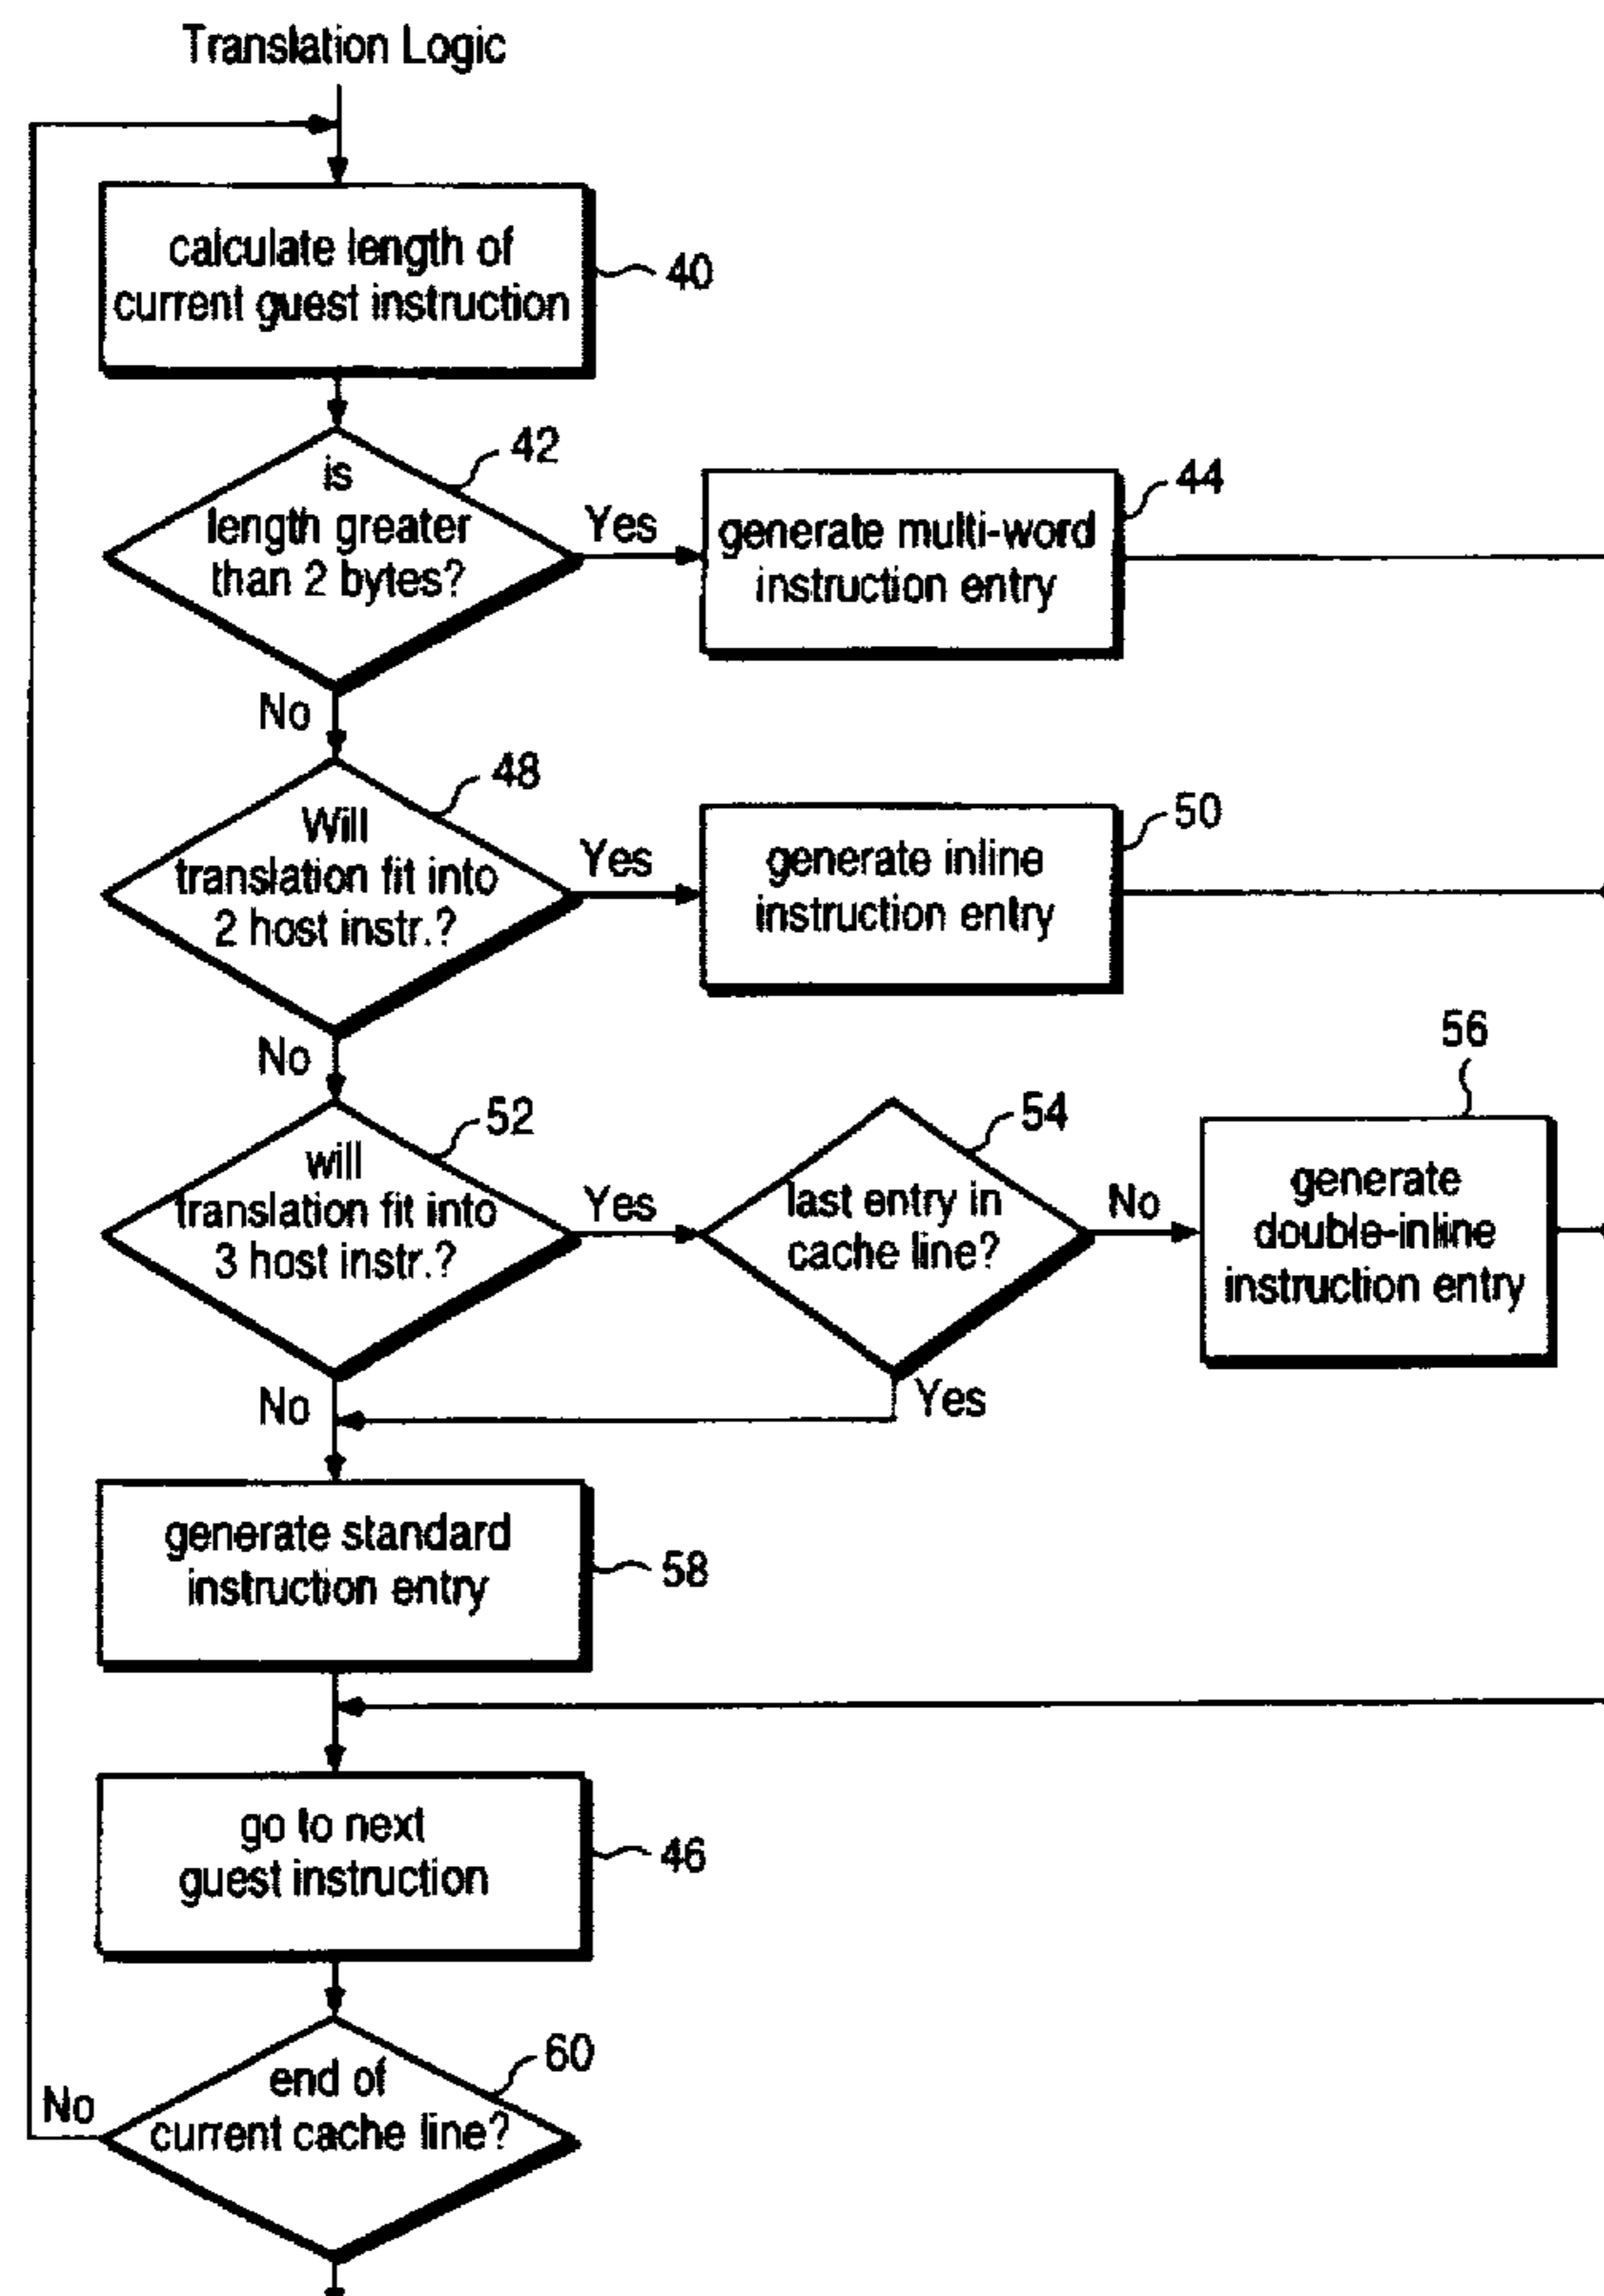 Translation Logic
calculate length of
current guest instruction
40
is
length greater
than 2 bytes?
42
Yes
generate multi-word
instruction entry
44
No
Will
translation fit into
2 host instr.?
48
Yes
generate inline
instruction entry
50
No
will
translation fit into
3 host instr.?
52
Yes
last entry in
cache line?
54
No
generate
double-inline
instruction entry
56
Yes
No
generate standard
instruction entry
58
go to next
guest instruction
46
end of
current cache line?
60
No